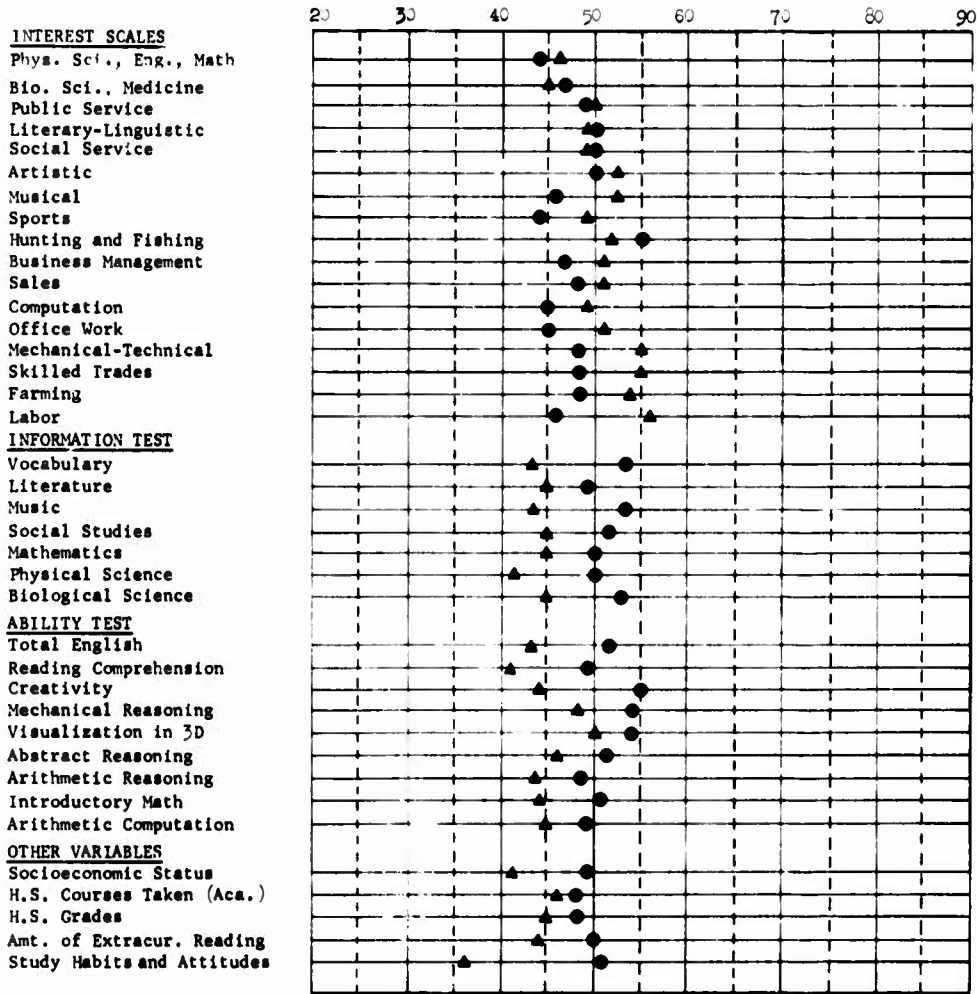 20 30 40 50 60 70 80 90
INTEREST SCALES
Phys. Sci., Eng., Math
Bio. Sci., Medicine
Public Service
Literary-Linguistic
Social Service
Artistic
Musical
Sports
Hunting and Fishing
Business Management
Sales
Computation
Office Work
Mechanical-Technical
Skilled Trades
Farming
Labor
INFORMATION TEST
Vocabulary
Literature
Music
Social Studies
Mathematics
Physical Science
Biological Science
ABILITY TEST
Total English
Reading Comprehension
Creativity
Mechanical Reasoning
Visualization in 3D
Abstract Reasoning
Arithmetic Reasoning
Introductory Math
Arithmetic Computation
OTHER VARIABLES
Socioeconomic Status
H.S. Courses Taken (Aca.)
H.S. Grades
Amt. of Extracur. Reading
Study Habits and Attitudes